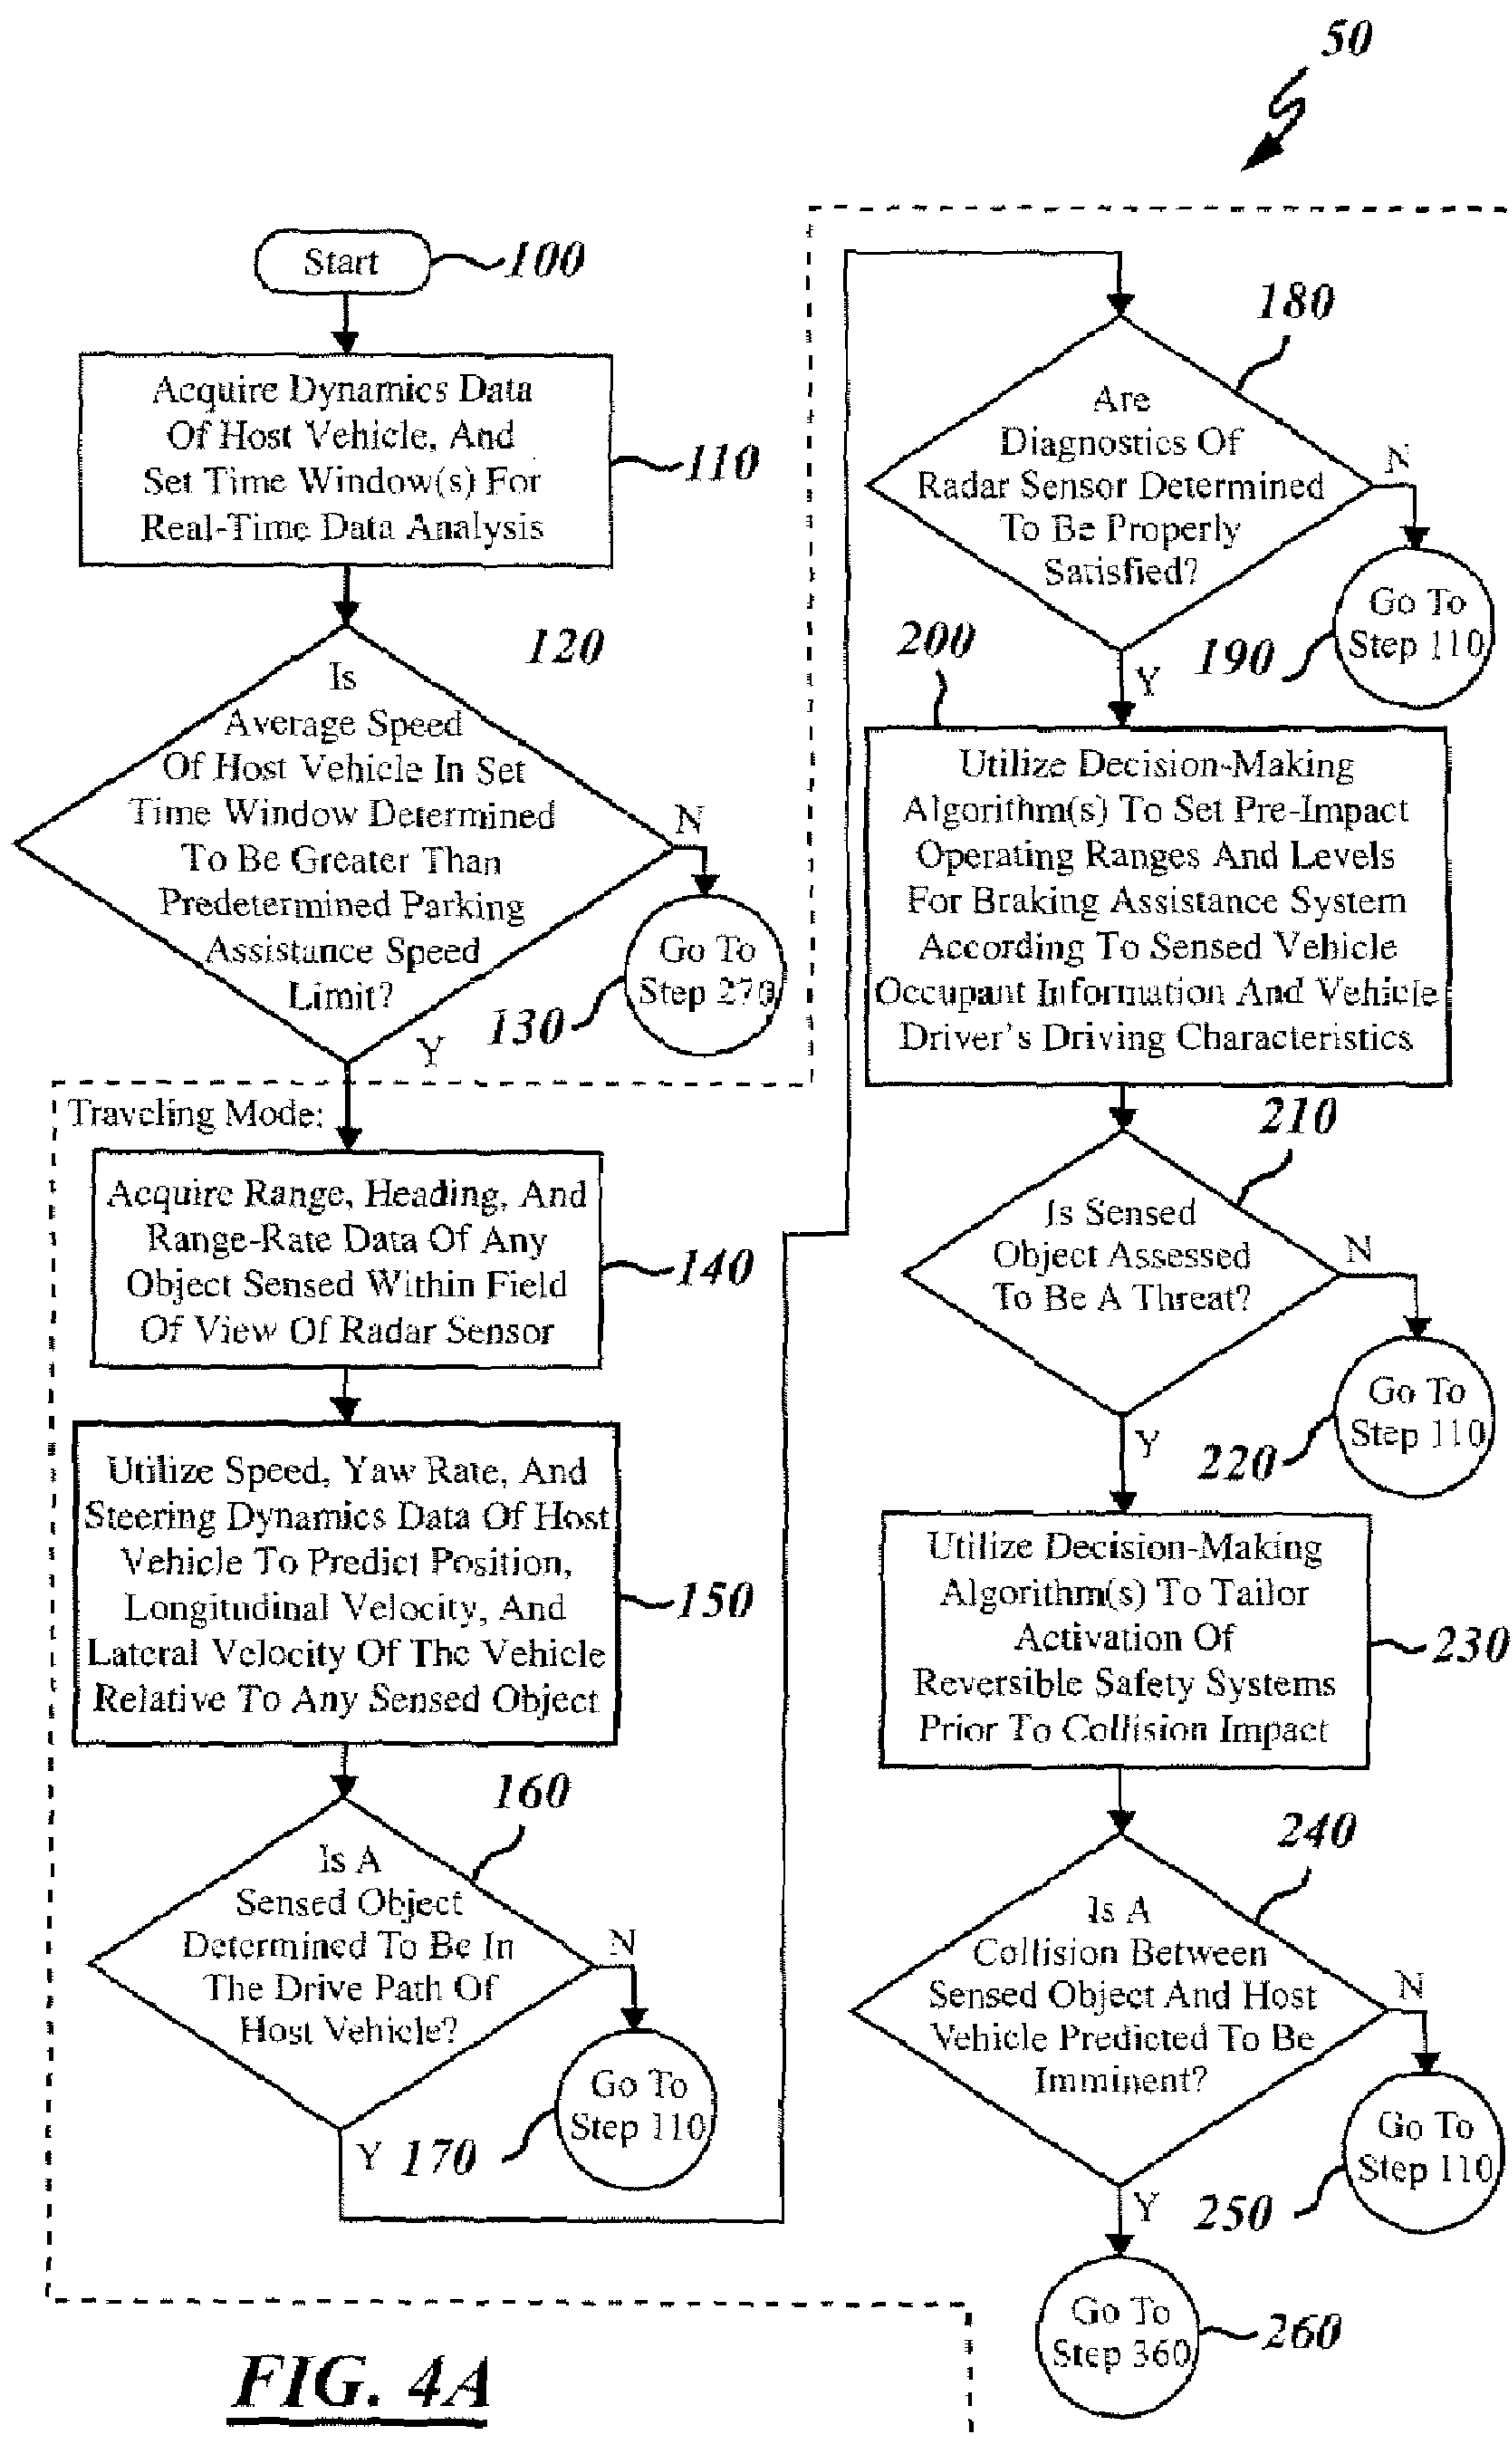 50
Start
100
Acquire Dynamics Data
Of Host Vehicle, And
Set Time Window(s) For
Real-Time Data Analysis
110
120
Is
Average Speed
Of Host Vehicle In Set
Time Window Determined
To Be Greater Than
Predetermined Parking
Assistance Speed
Limit?
N
Go To
Step 270
130
Y
Traveling Mode:
Acquire Range, Heading, And
Range-Rate Data Of Any
Object Sensed Within Field
Of View Of Radar Sensor
140
Utilize Speed, Yaw Rate, And
Steering Dynamics Data Of Host
Vehicle To Predict Position,
Longitudinal Velocity, And
Lateral Velocity Of The Vehicle
Relative To Any Sensed Object
150
160
Is A
Sensed Object
Determined To Be In
The Drive Path Of
Host Vehicle?
N
Go To
Step 110
170
Y
180
Are
Diagnostics Of
Radar Sensor Determined
To Be Properly
Satisfied?
N
Go To
Step 110
190
Y
200
Utilize Decision-Making
Algorithm(s) To Set Pre-Impact
Operating Ranges And Levels
For Braking Assistance System
According To Sensed Vehicle
Occupant Information And Vehicle
Driver's Driving Characteristics
210
Is Sensed
Object Assessed
To Be A Threat?
N
Go To
Step 110
220
Y
Utilize Decision-Making
Algorithm(s) To Tailor
Activation Of
Reversible Safety Systems
Prior To Collision Impact
230
240
Is A
Collision Between
Sensed Object And Host
Vehicle Predicted To Be
Imminent?
N
Go To
Step 110
250
Y
Go To
Step 360
260
FIG. 4A